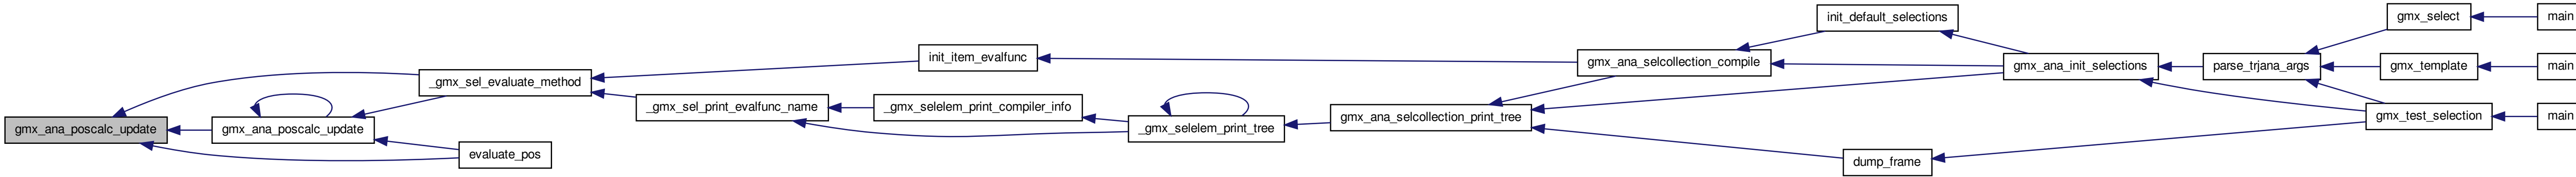 gmx_ana_poscalc_update
gmx_ana_poscalc_update
_gmx_sel_evaluate_method
evaluate_pos
_gmx_sel_print_evalfunc_name
init_item_evalfunc
_gmx_selelem_print_compiler_info
_gmx_selelem_print_tree
gmx_ana_selcollection_print_tree
gmx_ana_selcollection_compile
init_default_selections
dump_frame
gmx_ana_init_selections
parse_trjana_args
gmx_select
gmx_template
gmx_test_selection
main
main
main